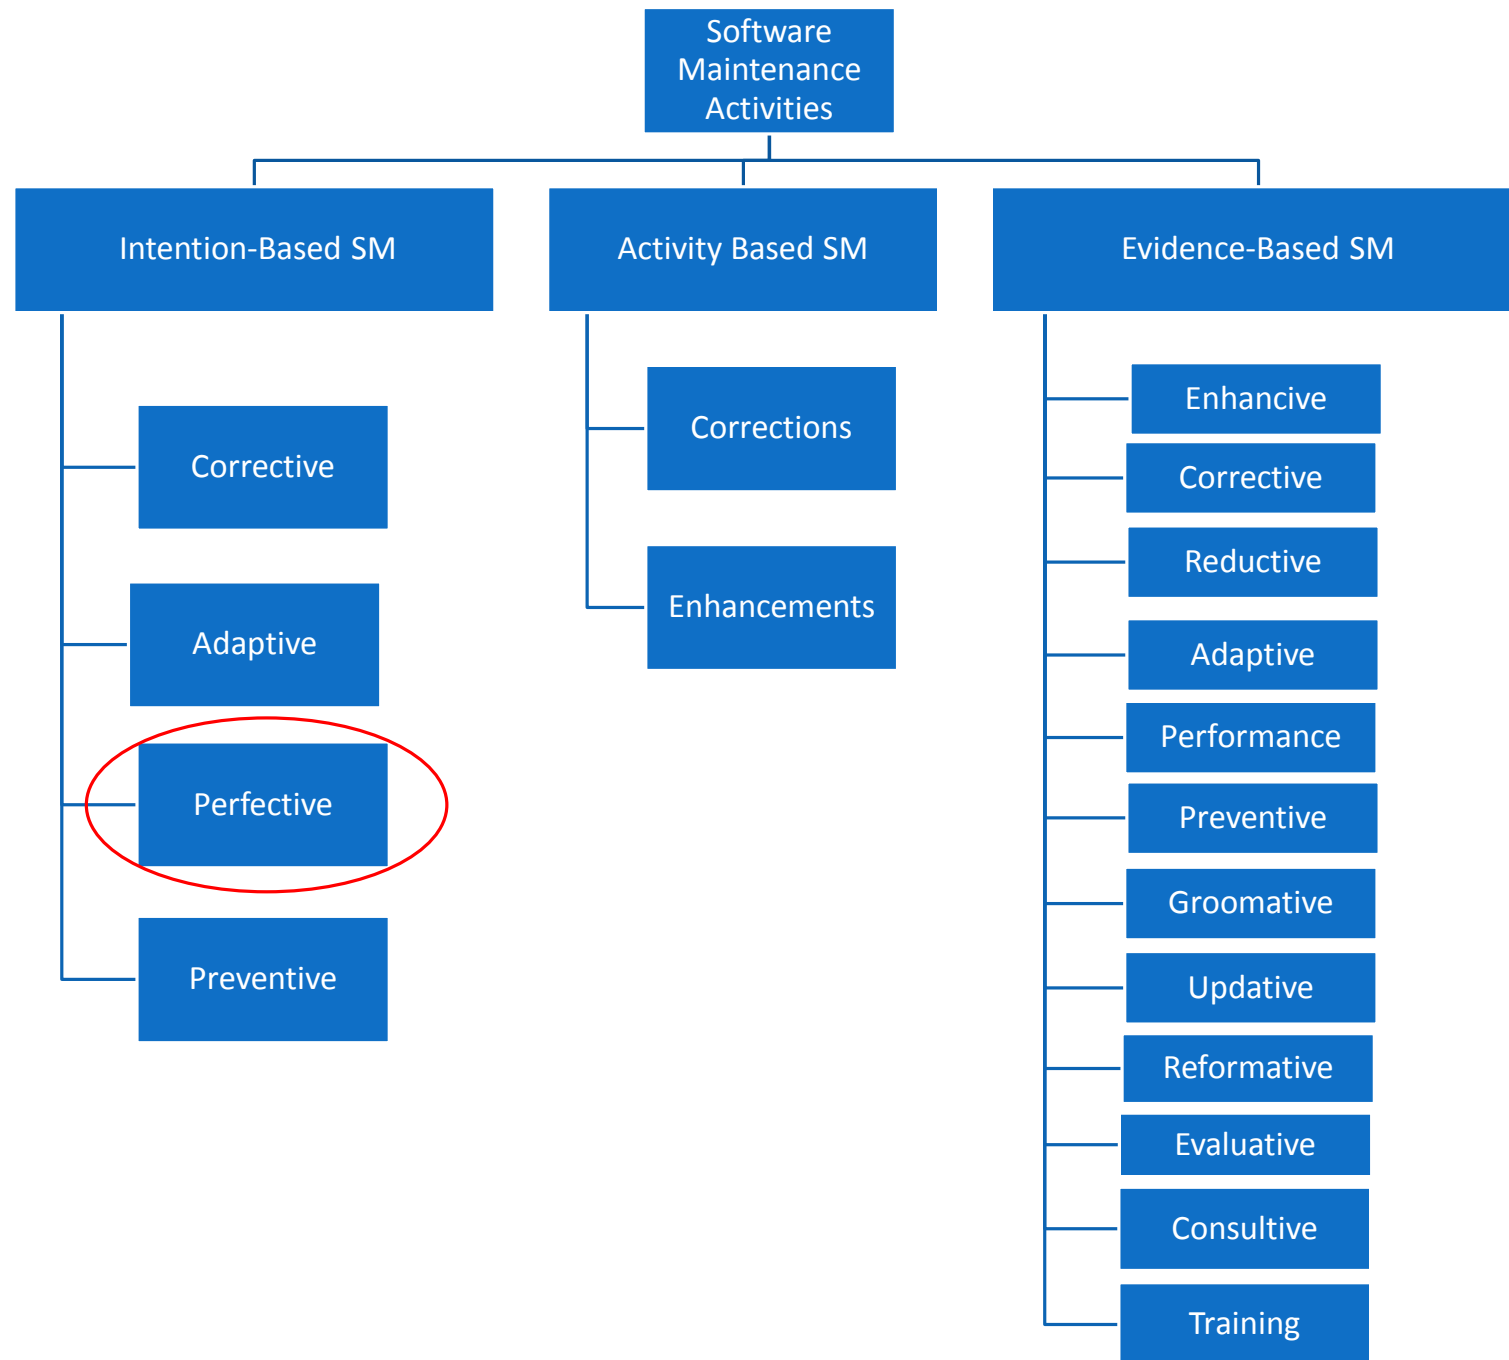 Software
Maintenance
Activities
Intention-Based SM
Activity Based SM
Evidence-Based SM
Corrective
Adaptive
Perfective
Preventive
Corrections
Enhancements
Enhancive
Corrective
Reductive
Adaptive
Performance
Preventive
Groomative
Updative
Reformative
Evaluative
Consultive
Training